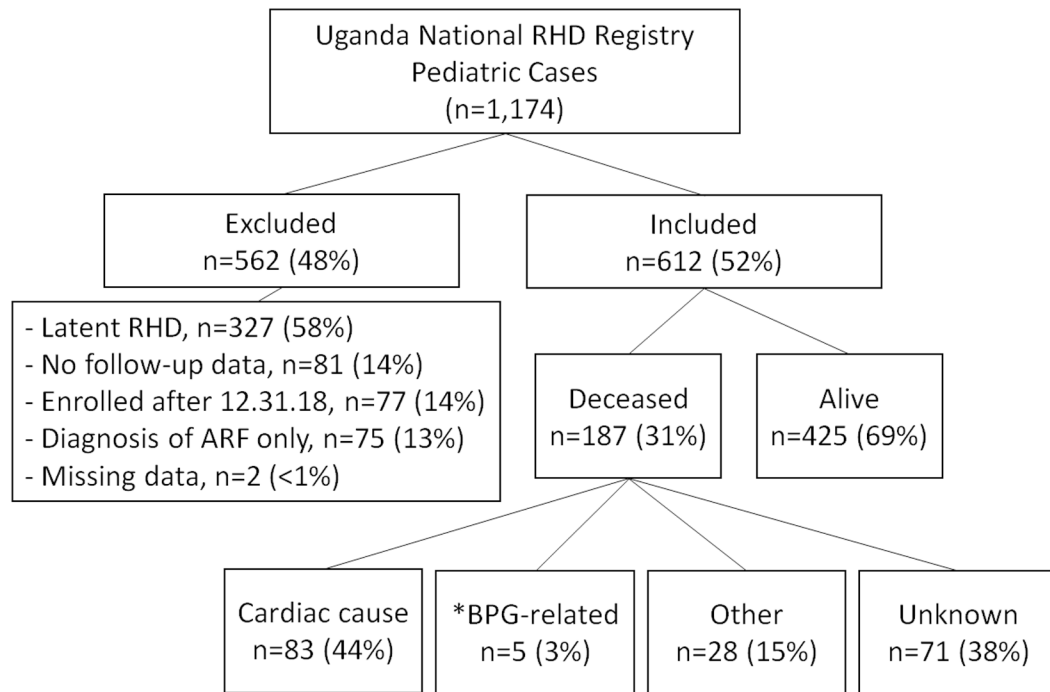 Uganda National RHD Registry
Pediatric Cases
(n=1,174)
Excluded
n=562 (48%)
Included
n=612 (52%)
- Latent RHD, n=327 (58%)
- No follow-up data, n=81 (14%)
- Enrolled after 12.31.18, n=77 (14%)
- Diagnosis of ARF only, n=75 (13%)
- Missing data, n=2 (<1%)
Deceased
n=187 (31%)
Alive
n=425 (69%)
Cardiac cause
n=83 (44%)
*BPG-related
n=5 (3%)
Other
n=28 (15%)
Unknown
n=71 (38%)